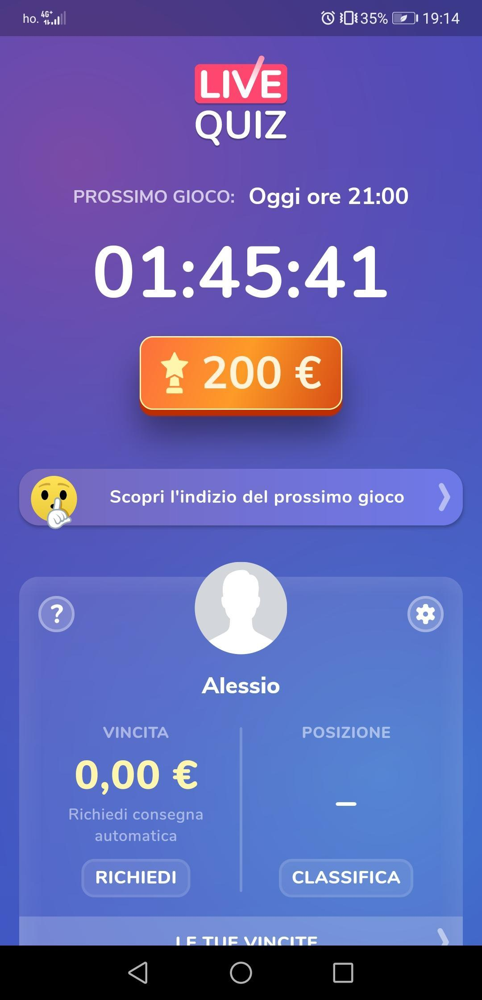 ho. 4G+ 35% 19:14
LIVE
QUIZ
PROSSIMO GIOCO: Oggi ore 21:00
01:45:41
200 €
Scopri l'indizio del prossimo gioco
?
Alessio
VINCITA
POSIZIONE
0,00 €
–
Richiedi consegna
automatica
RICHIEDI
CLASSIFICA
LE TUE VINCITE